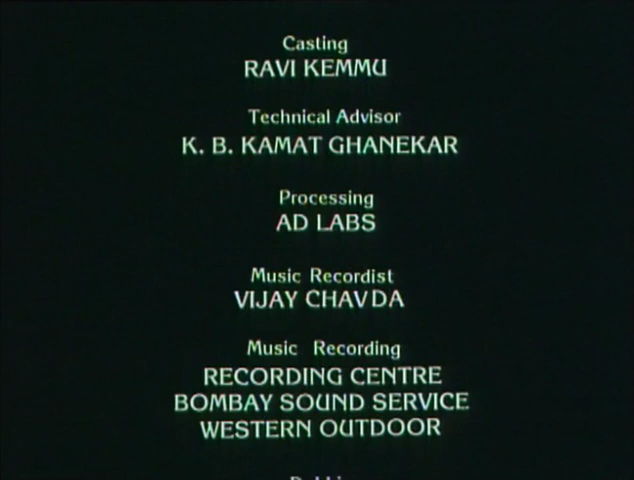 Casting
RAVI KEMMU
Technical Advisor
K. B. KAMAT GHANEKAR
Processing
AD LABS
Music Recordist
VIJAY CHAVDA
Music Recording
RECORDING CENTRE
BOMBAY SOUND SERVICE
WESTERN OUTDOOR